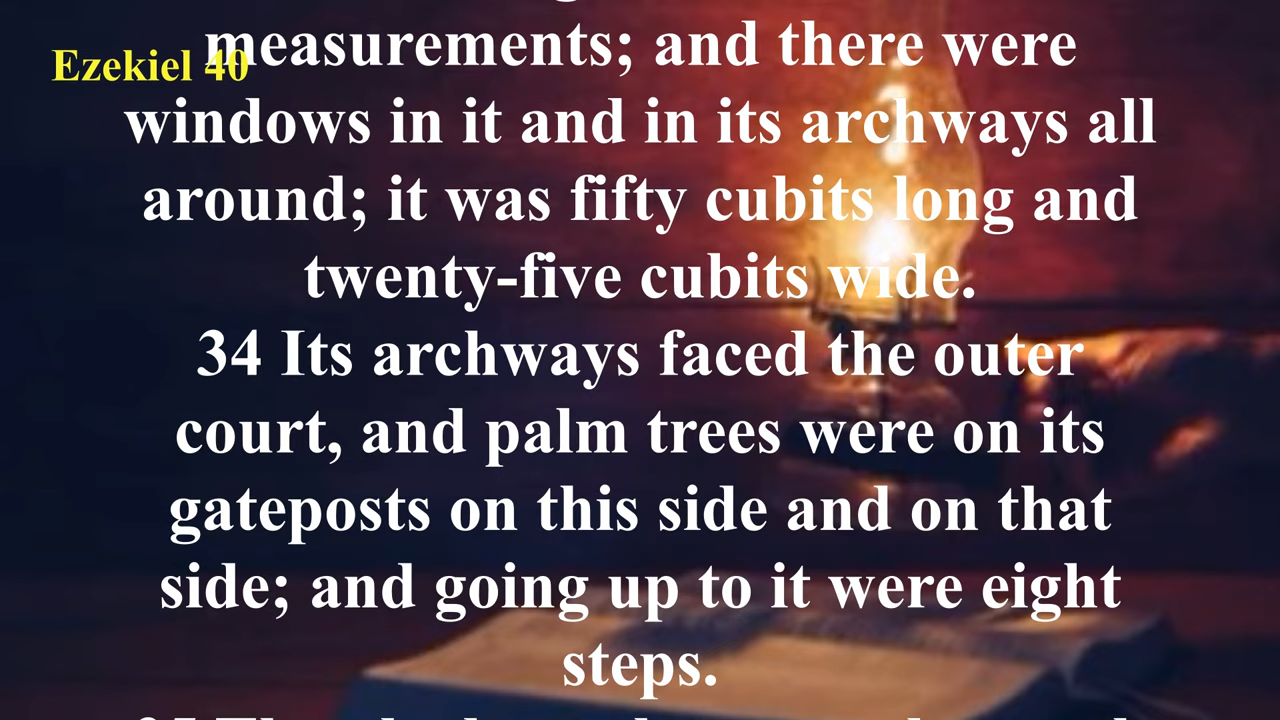 Ezekiel 40
measurements; and there were
windows in it and in its archways all
around; it was fifty cubits long and
twenty-five cubits wide.
34 Its archways faced the outer
court, and palm trees were on its
gateposts on this side and on that
side; and going up to it were eight
steps.